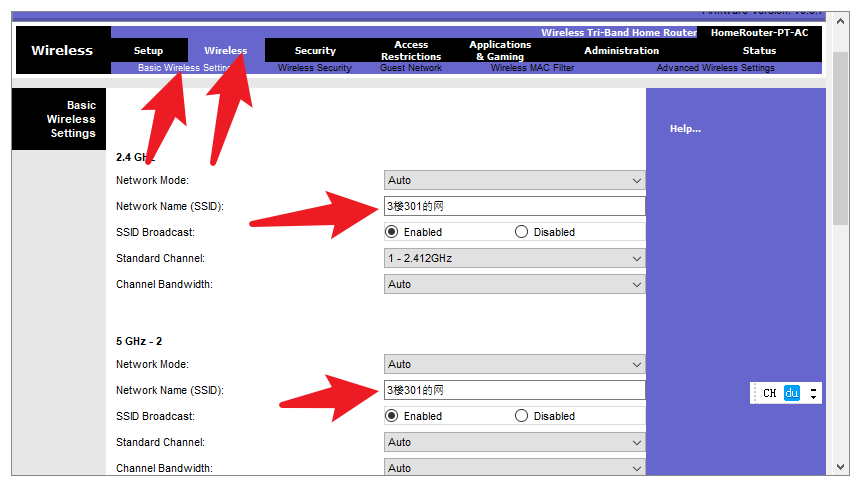 Wireless Tri-Band Home Router HomeRouter-PT-AC
Wireless
Setup Wireless Security Access Restrictions Applications & Gaming Administration Status
Basic Wireless Settings Wireless Security Guest Network Wireless MAC Filter Advanced Wireless Settings
Basic
Wireless
Settings
Help...
2.4 GHz
Network Mode: Auto
Network Name (SSID): 3楼301的网
SSID Broadcast: Enabled Disabled
Standard Channel: 1 - 2.412GHz
Channel Bandwidth: Auto
5 GHz - 2
Network Mode: Auto
Network Name (SSID): 3楼301的网
CH du
SSID Broadcast: Enabled Disabled
Standard Channel: Auto
Channel Bandwidth: Auto